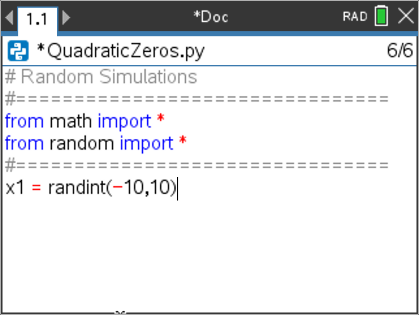 1.1 *Doc RAD
*QuadraticZeros.py 6/6
# Random Simulations
#================================
from math import *
from random import *
#================================
x1 = randint(-10,10)